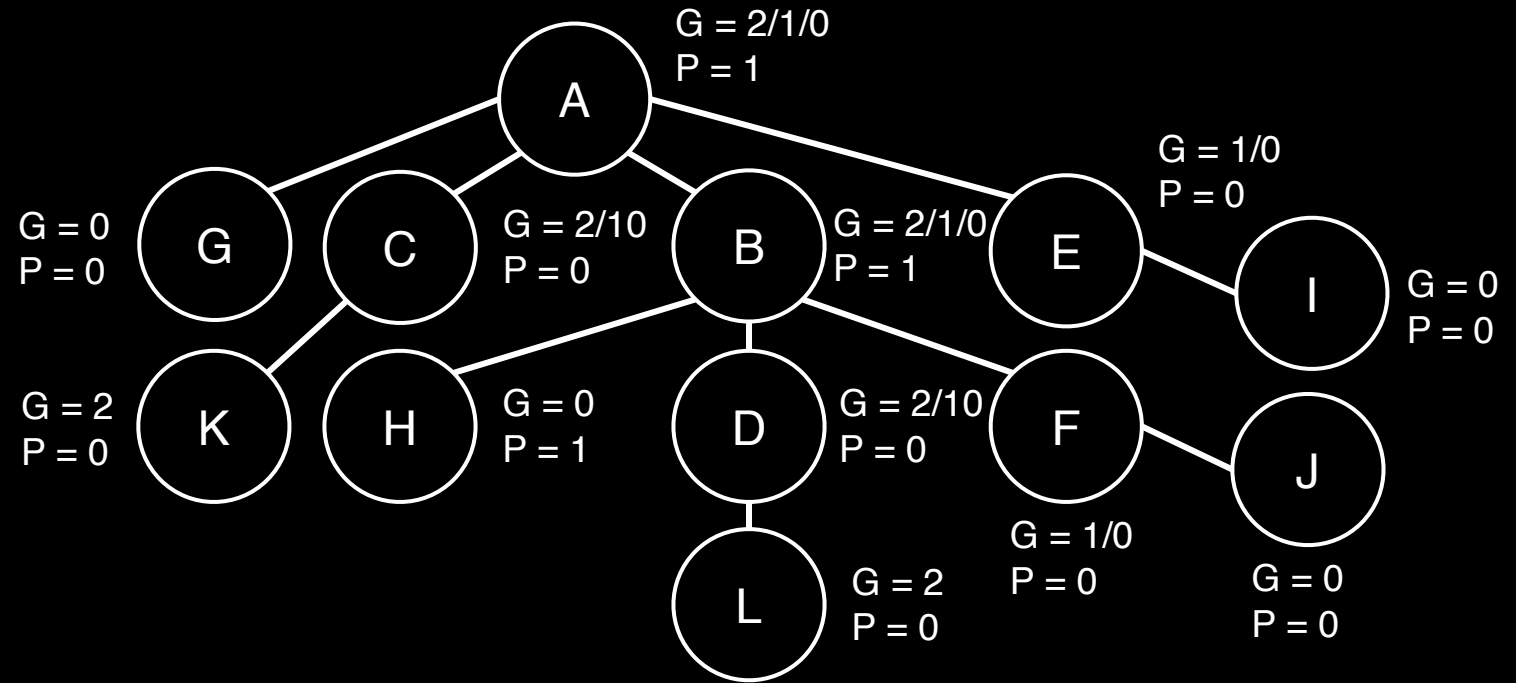 G = 2/1/0
P = 1
A
G = 1/0
P = 0
G = 0
P = 0
G
C
G = 2/10
P = 0
B
G = 2/1/0
P = 1
E
I
G = 0
P = 0
G = 2
P = 0
K
H
G = 0
P = 1
D
G = 2/10
P = 0
F
J
G = 1/0
P = 0
G = 0
P = 0
L
G = 2
P = 0